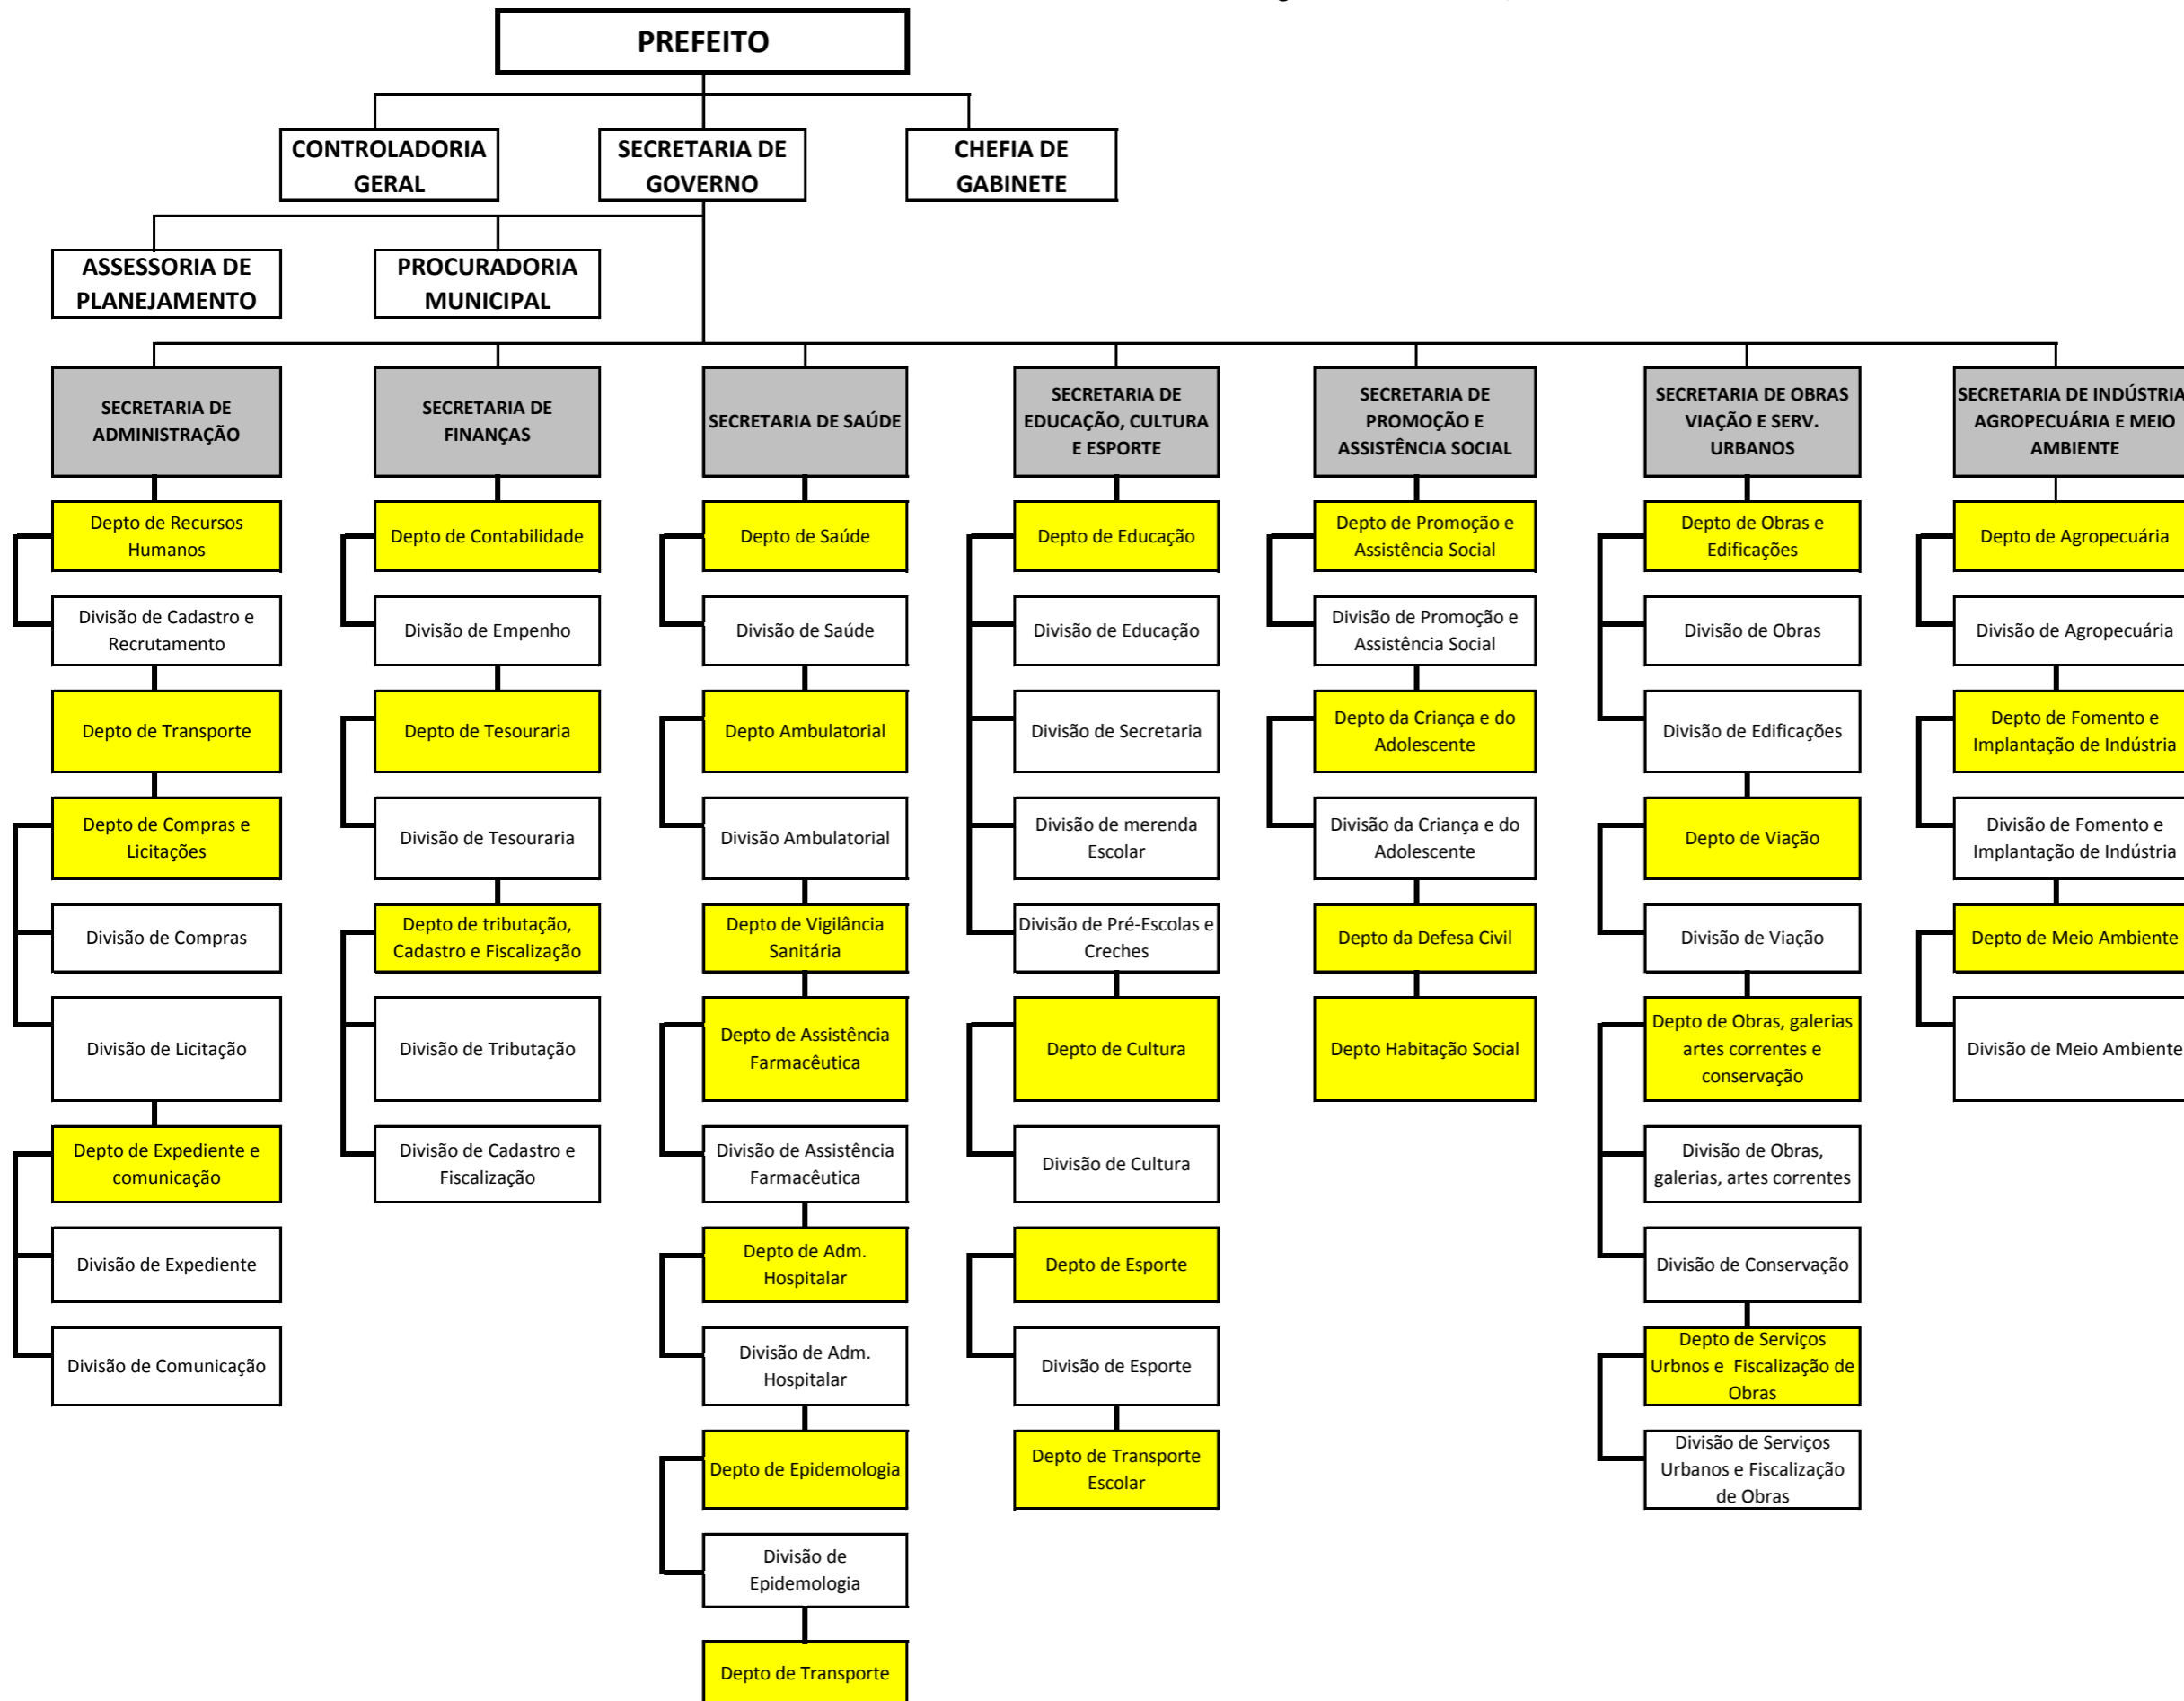 PREFEITO
CONTROLADORIA
GERAL
SECRETARIA DE
GOVERNO
CHEFIA DE
GABINETE
ASSESSORIA DE
PLANEJAMENTO
PROCURADORIA
MUNICIPAL
SECRETARIA DE
ADMINISTRAÇÃO
Depto de Recursos
Humanos
Divisão de Cadastro e
Recrutamento
Depto de Transporte
Depto de Compras e
Licitações
Divisão de Compras
Divisão de Licitação
Depto de Expediente e
comunicação
Divisão de Expediente
Divisão de Comunicação
SECRETARIA DE
FINANÇAS
Depto de Contabilidade
Divisão de Empenho
Depto de Tesouraria
Divisão de Tesouraria
Depto de tributação,
Cadastro e Fiscalização
Divisão de Tributação
Divisão de Cadastro e
Fiscalização
SECRETARIA DE SAÚDE
Depto de Saúde
Divisão de Saúde
Depto Ambulatorial
Divisão Ambulatorial
Depto de Vigilância
Sanitária
Depto de Assistência
Farmacêutica
Divisão de Assistência
Farmacêutica
Depto de Adm.
Hospitalar
Divisão de Adm.
Hospitalar
Depto de Epidemologia
Divisão de
Epidemologia
Depto de Transporte
SECRETARIA DE
EDUCAÇÃO, CULTURA
E ESPORTE
Depto de Educação
Divisão de Educação
Divisão de Secretaria
Divisão de merenda
Escolar
Divisão de Pré-Escolas e
Creches
Depto de Cultura
Divisão de Cultura
Depto de Esporte
Divisão de Esporte
Depto de Transporte
Escolar
SECRETARIA DE
PROMOÇÃO E
ASSISTÊNCIA SOCIAL
Depto de Promoção e
Assistência Social
Divisão de Promoção e
Assistência Social
Depto da Criança e do
Adolescente
Divisão da Criança e do
Adolescente
Depto da Defesa Civil
Depto Habitação Social
SECRETARIA DE OBRAS
VIAÇÃO E SERV.
URBANOS
Depto de Obras e
Edificações
Divisão de Obras
Divisão de Edificações
Depto de Viação
Divisão de Viação
Depto de Obras, galerias
artes correntes e
conservação
Divisão de Obras,
galerias, artes correntes
Divisão de Conservação
Depto de Serviços
Urbnos e  Fiscalização de
Obras
Divisão de Serviços
Urbanos e Fiscalização
de Obras
SECRETARIA DE INDÚSTRIA
AGROPECUÁRIA E MEIO
AMBIENTE
Depto de Agropecuária
Divisão de Agropecuária
Depto de Fomento e
Implantação de Indústria
Divisão de Fomento e
Implantação de Indústria
Depto de Meio Ambiente
Divisão de Meio Ambiente